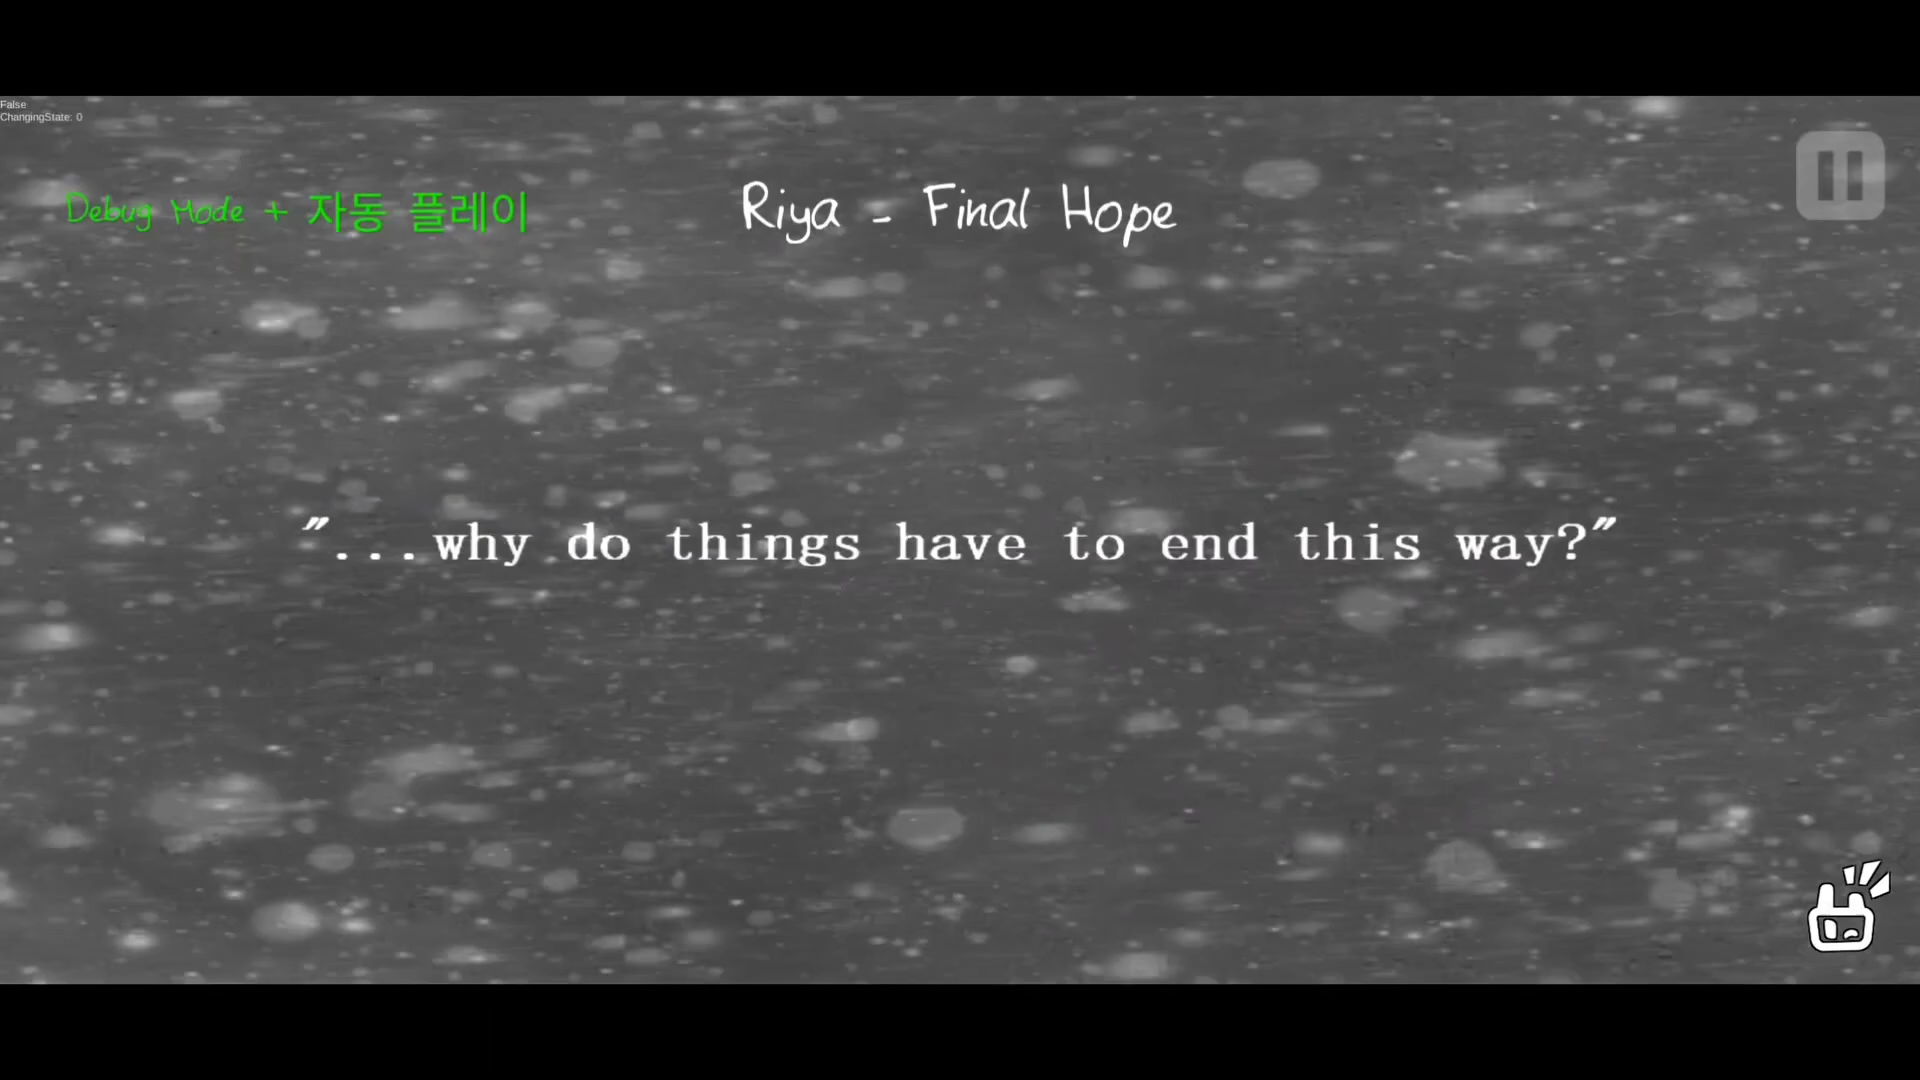 False
ChangingState: 0
Debug Mode + 자동 플레이
Riya - Final Hope
"...why do things have to end this way?"